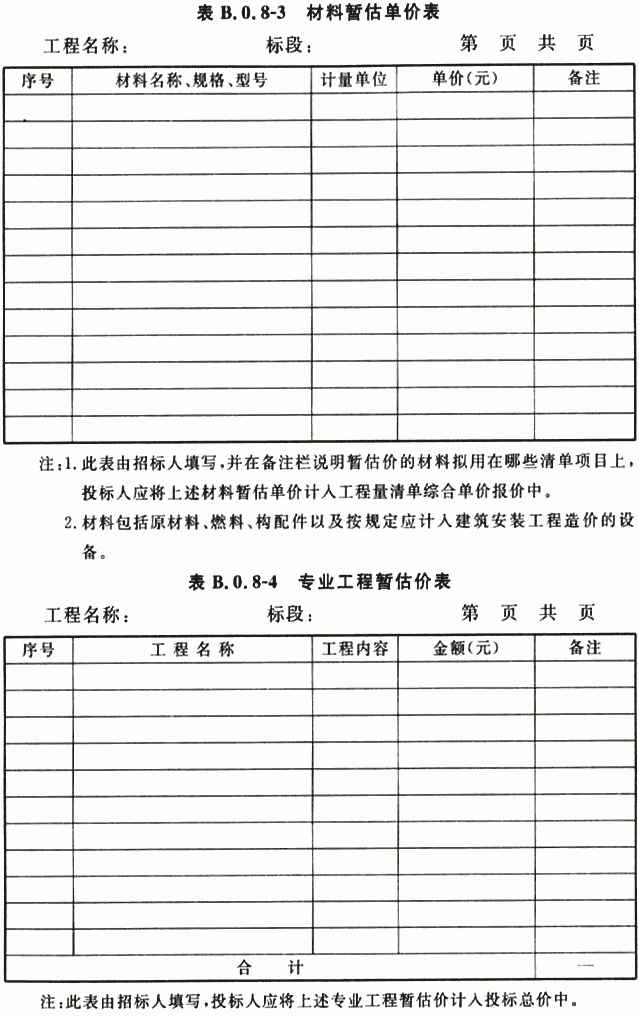 表 B.0.8-3 材料暂估单价表
工程名称： 标段： 第 页 共 页
序号 材料名称、规格、型号 计量单位 单价(元) 备注
注:1. 此表由招标人填写,并在备注栏说明暂估价的材料拟用在哪些清单项目上,
投标人应将上述材料暂估单价计入工程量清单综合单价报价中。
2. 材料包括原材料、燃料、构配件以及按规定应计入建筑安装工程造价的设
备。
表 B.0.8-4 专业工程暂估价表
工程名称： 标段： 第 页 共 页
序号 工程名称 工程内容 金额(元) 备注
合 计 —
注:此表由招标人填写,投标人应将上述专业工程暂估价计入投标总价中。